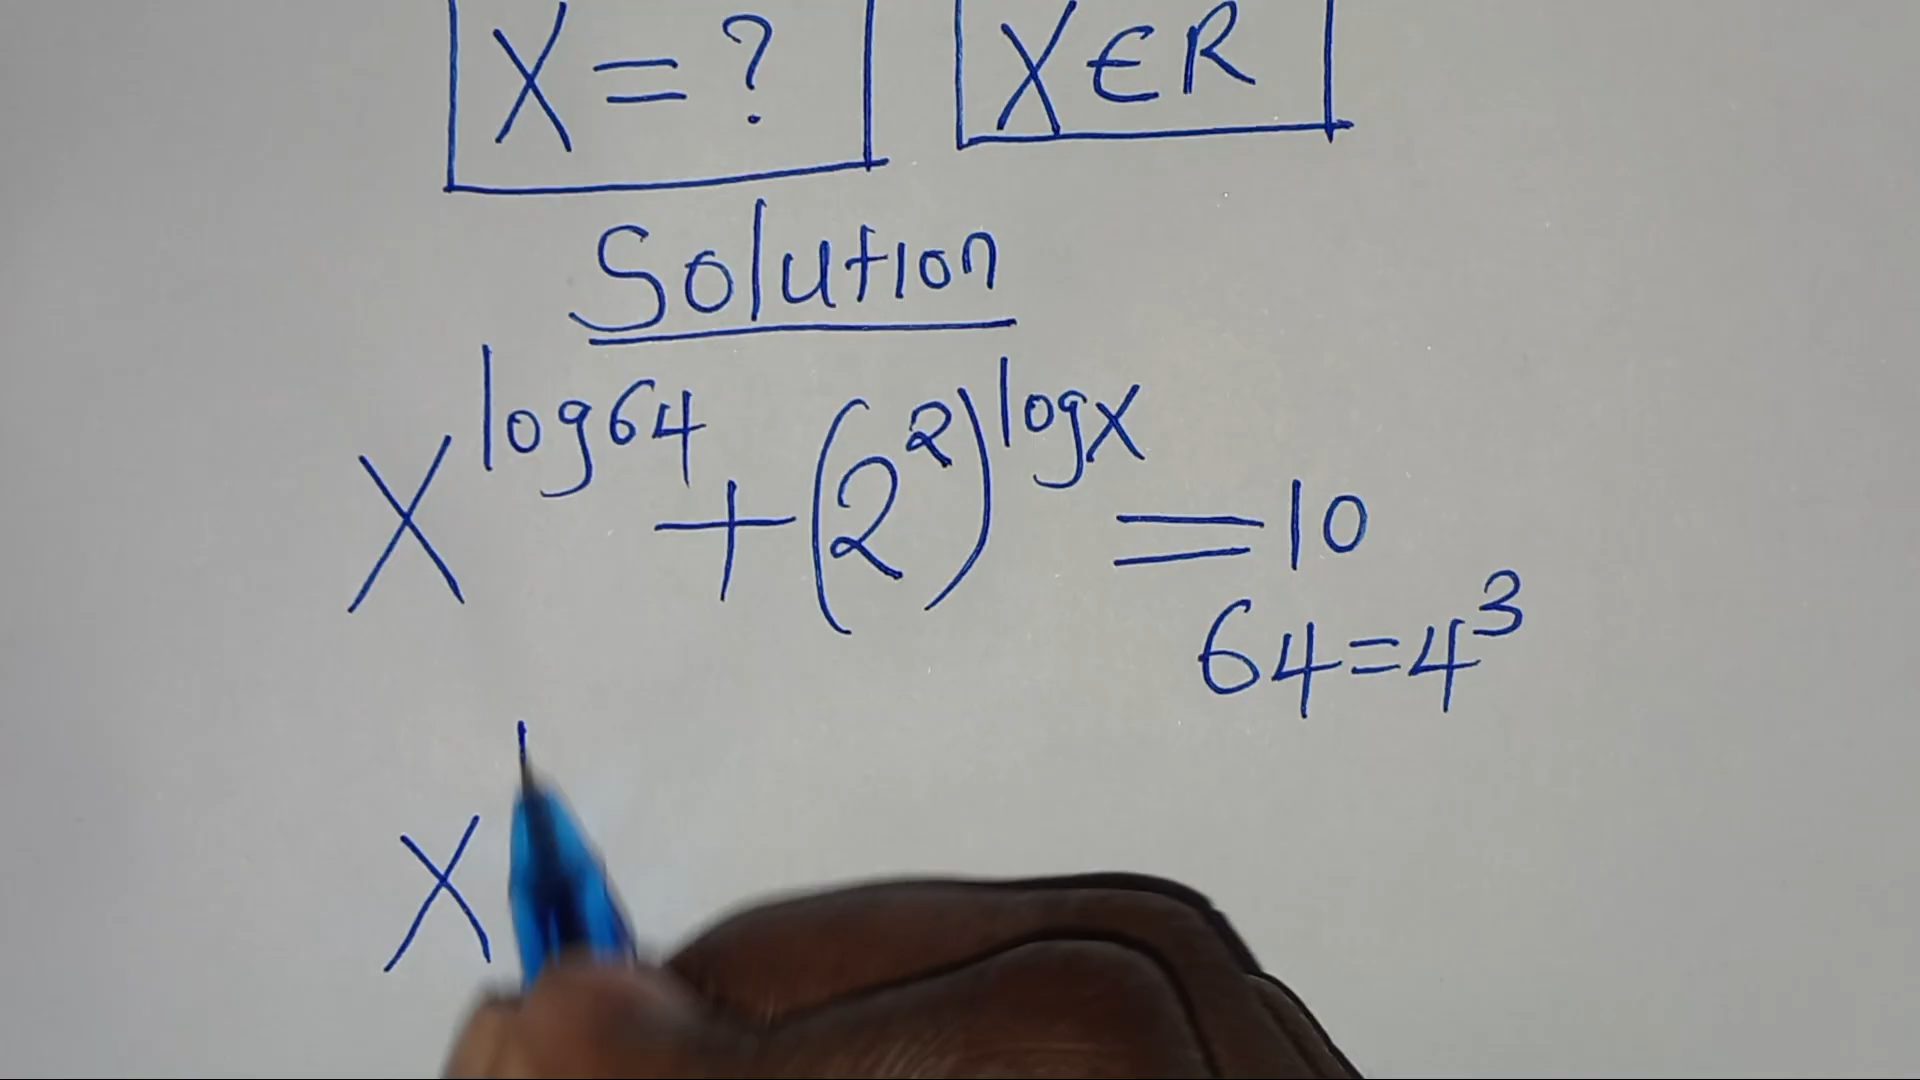 X = ? X ∈ R
Solution
X^log64 + (2^2)^logx = 10
64 = 4^3
X